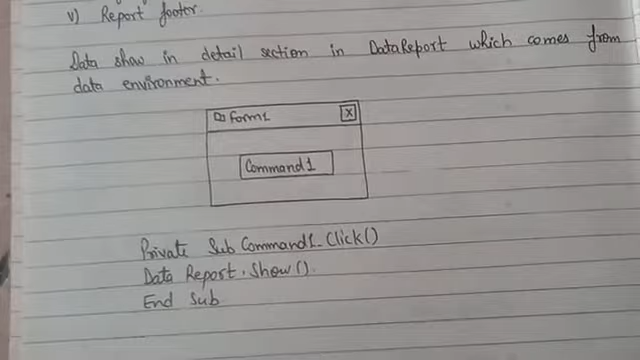 v) Report footer.
Data show in detail section in DataReport which comes from
data environment.
Form1 X
Command1
Private Sub Command1_Click()
Data Report.Show().
End Sub